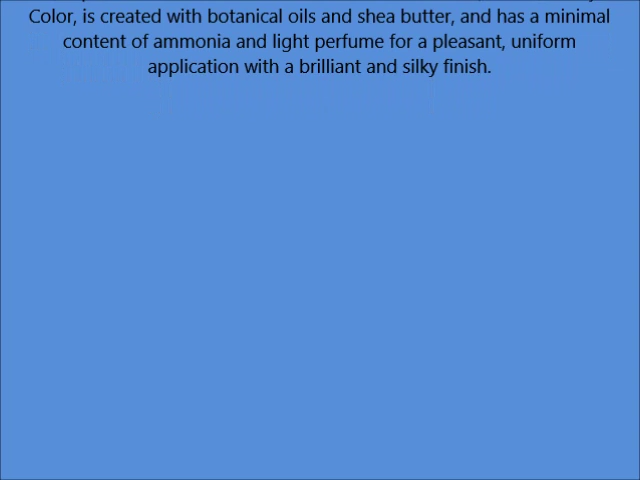 Color, is created with botanical oils and shea butter, and has a minimal
content of ammonia and light perfume for a pleasant, uniform
application with a brilliant and silky finish.